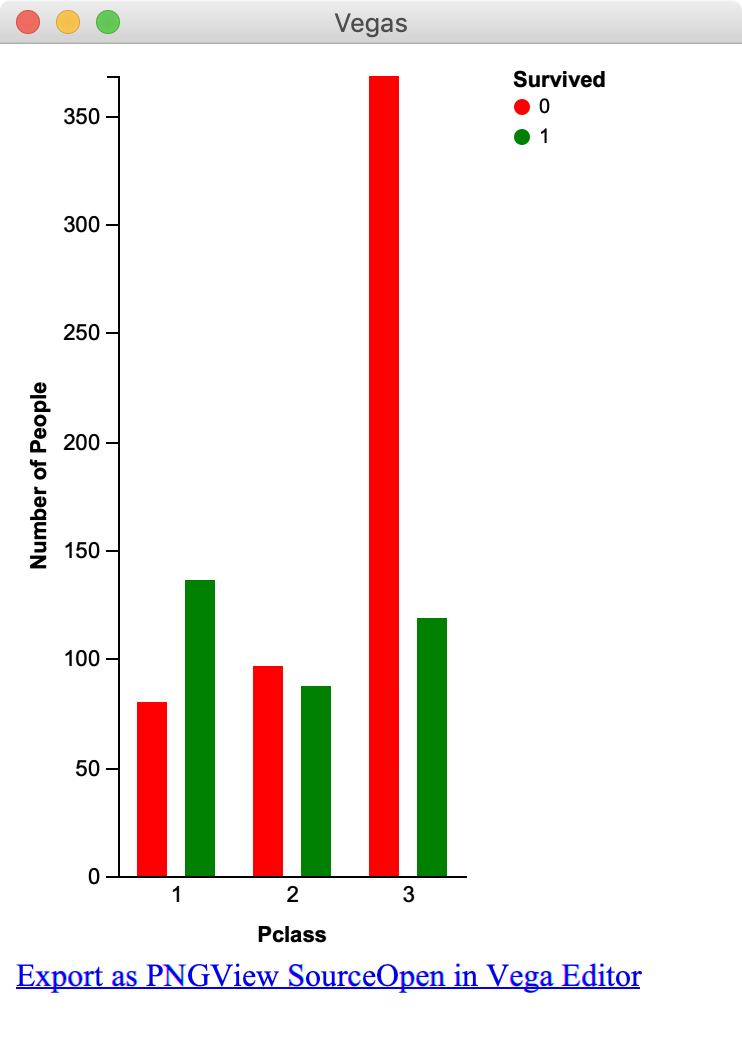 Vegas
Survived
0
1
350
300
250
200
150
100
50
0
Number of People
1 2 3
Pclass
Export as PNGView SourceOpen in Vega Editor